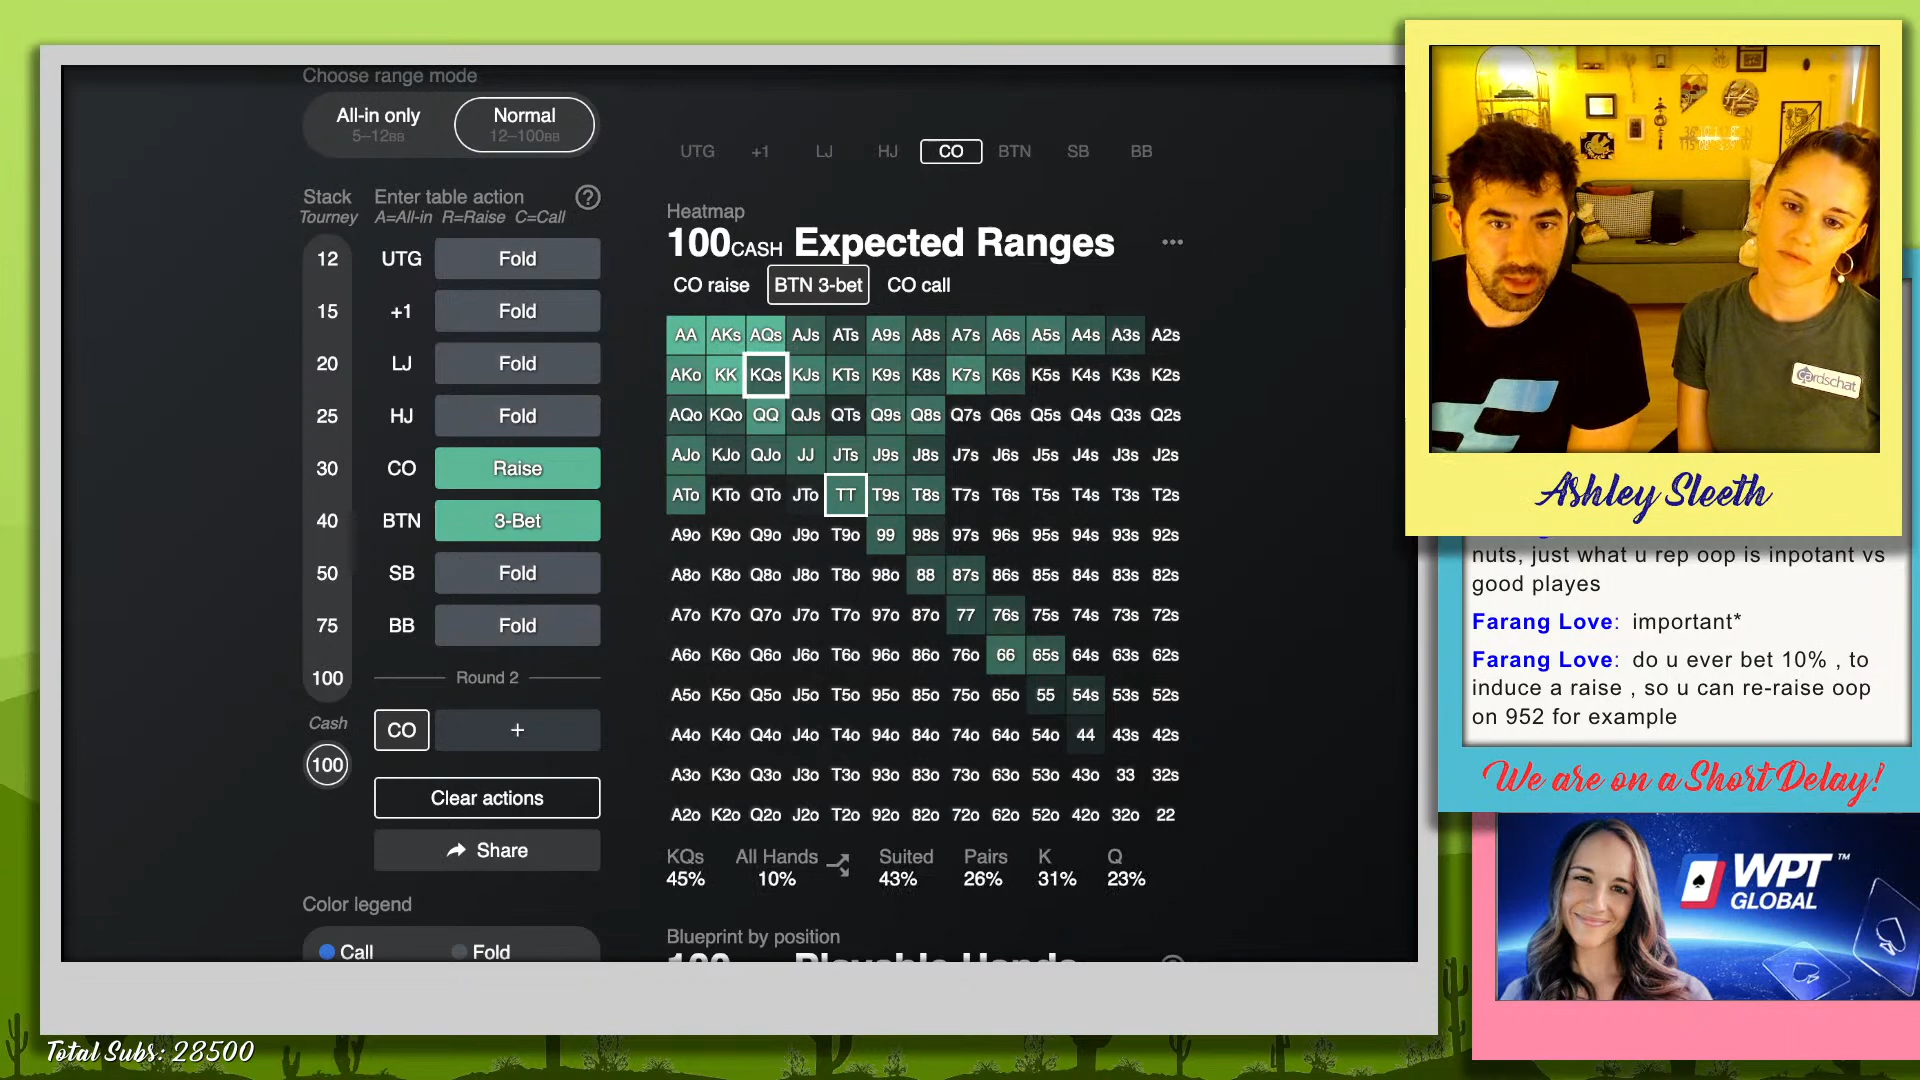 Choose range mode
All-in only
5–12BB
Normal
12–100BB
Stack
Tourney
Enter table action
A=All-in R=Raise C=Call
?
12 UTG Fold
15 +1 Fold
20 LJ Fold
25 HJ Fold
30 CO Raise
40 BTN 3-Bet
50 SB Fold
75 BB Fold
100
Round 2
Cash
100
CO +
Clear actions
Share
Color legend
Call
Fold
UTG +1 LJ HJ CO BTN SB BB
Heatmap
100CASH Expected Ranges
CO raise BTN 3-bet CO call
AA AKs AQs AJs ATs A9s A8s A7s A6s A5s A4s A3s A2s
AKo KK KQs KJs KTs K9s K8s K7s K6s K5s K4s K3s K2s
AQo KQo QQ QJs QTs Q9s Q8s Q7s Q6s Q5s Q4s Q3s Q2s
AJo KJo QJo JJ JTs J9s J8s J7s J6s J5s J4s J3s J2s
ATo KTo QTo JTo TT T9s T8s T7s T6s T5s T4s T3s T2s
A9o K9o Q9o J9o T9o 99 98s 97s 96s 95s 94s 93s 92s
A8o K8o Q8o J8o T8o 98o 88 87s 86s 85s 84s 83s 82s
A7o K7o Q7o J7o T7o 97o 87o 77 76s 75s 74s 73s 72s
A6o K6o Q6o J6o T6o 96o 86o 76o 66 65s 64s 63s 62s
A5o K5o Q5o J5o T5o 95o 85o 75o 65o 55 54s 53s 52s
A4o K4o Q4o J4o T4o 94o 84o 74o 64o 54o 44 43s 42s
A3o K3o Q3o J3o T3o 93o 83o 73o 63o 53o 43o 33 32s
A2o K2o Q2o J2o T2o 92o 82o 72o 62o 52o 42o 32o 22
KQs All Hands Suited Pairs K Q
45% 10% 43% 26% 31% 23%
Blueprint by position
100 Playable Hands
cardschat
Ashley Sleeth
nuts, just what u rep oop is inpotant vs
good playes
Farang Love: important*
Farang Love: do u ever bet 10% , to
induce a raise , so u can re-raise oop
on 952 for example
We are on a Short Delay!
WPT™
GLOBAL
Total Subs: 28500